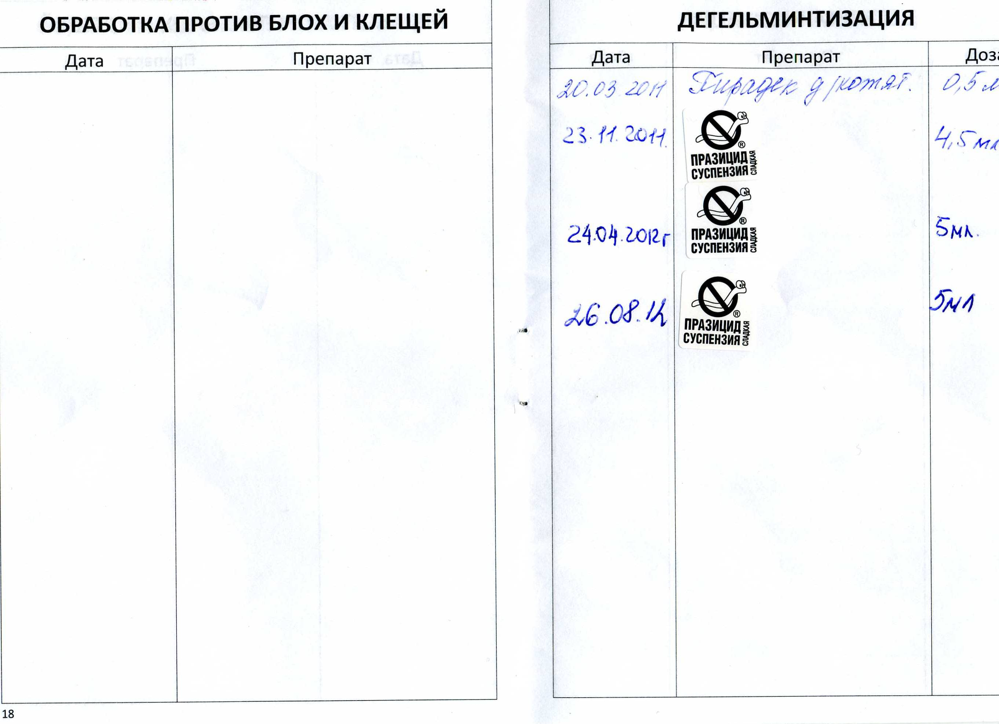 ОБРАБОТКА ПРОТИВ БЛОХ И КЛЕЩЕЙ
Дата Препарат
18
ДЕГЕЛЬМИНТИЗАЦИЯ
Дата Препарат Доза
20.03 2011 Пирадек д/котят. 0,5 м
23.11.2011. 4,5 мл
®
ПРАЗИЦИД
СУСПЕНЗИЯ
СЛАДКАЯ
24.04.2012г 5мл.
®
ПРАЗИЦИД
СУСПЕНЗИЯ
СЛАДКАЯ
26.08.12 5мл
®
ПРАЗИЦИД
СУСПЕНЗИЯ
СЛАДКАЯ